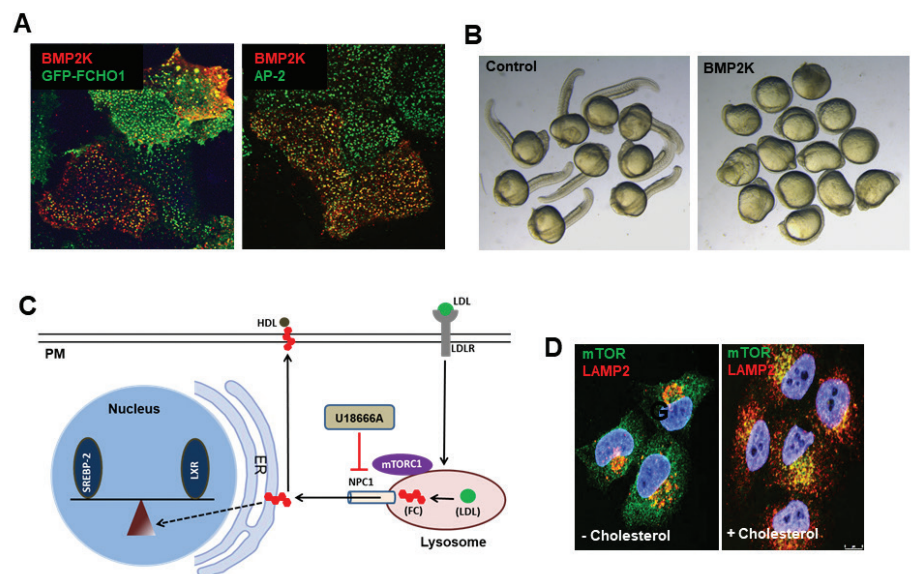 A
BMP2K
GFP-FCHO1
BMP2K
AP-2
B
Control
BMP2K
C
HDL
LDL
LDLR
PM
Nucleus
SREBP-2
LXR
ER
U18666A
mTORC1
NPC1
(FC)
(LDL)
Lysosome
D
mTOR
LAMP2
G
- Cholesterol
mTOR
LAMP2
+ Cholesterol